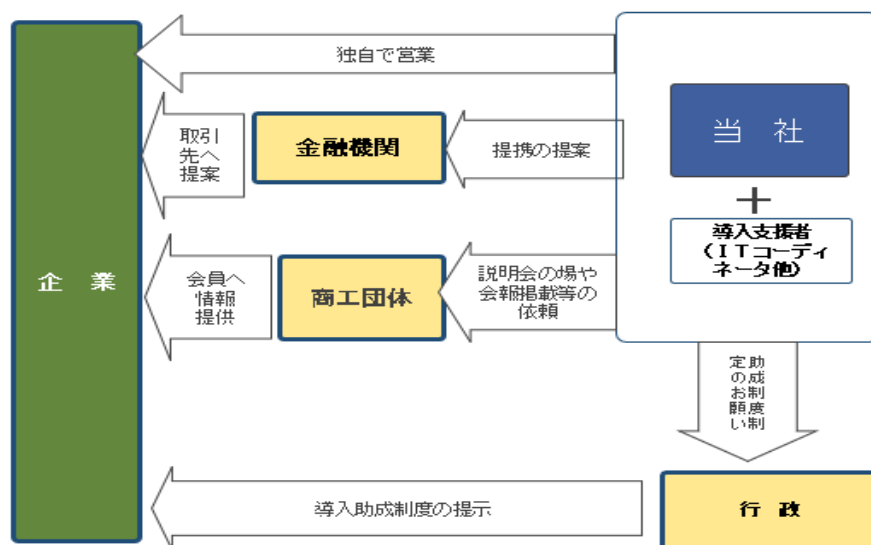 独自で営業
当　社
取引
先へ
提案
金融機関
提携の提案
＋
導入支援者
（ＩＴコーディ
ネータ他）
企　業
会員へ
情報
提供
商工団体
説明会の場や
会報掲載等の
依頼
助成制度制
定のお願い
導入助成制度の提示
行　政